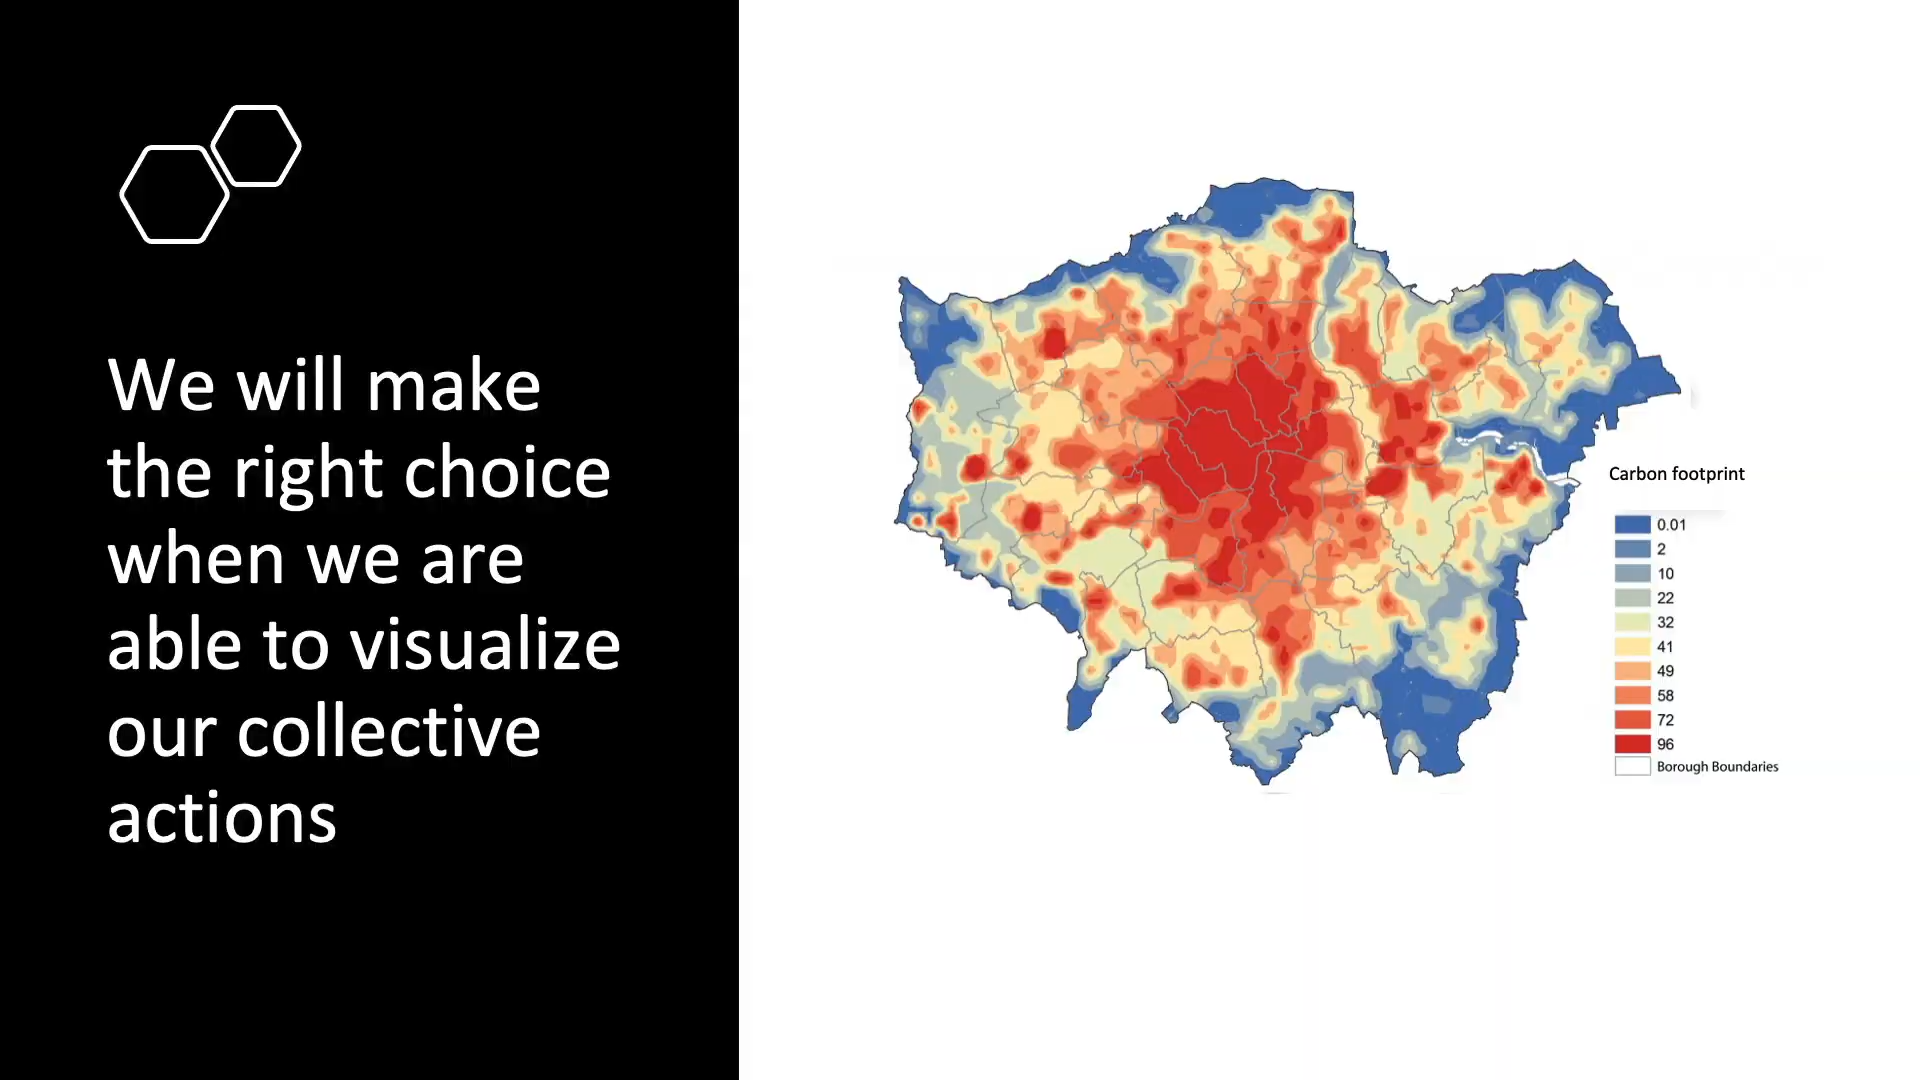 We will make
the right choice
when we are
able to visualize
our collective
actions
Carbon footprint
0.01
2
10
22
32
41
49
58
72
96
Borough Boundaries